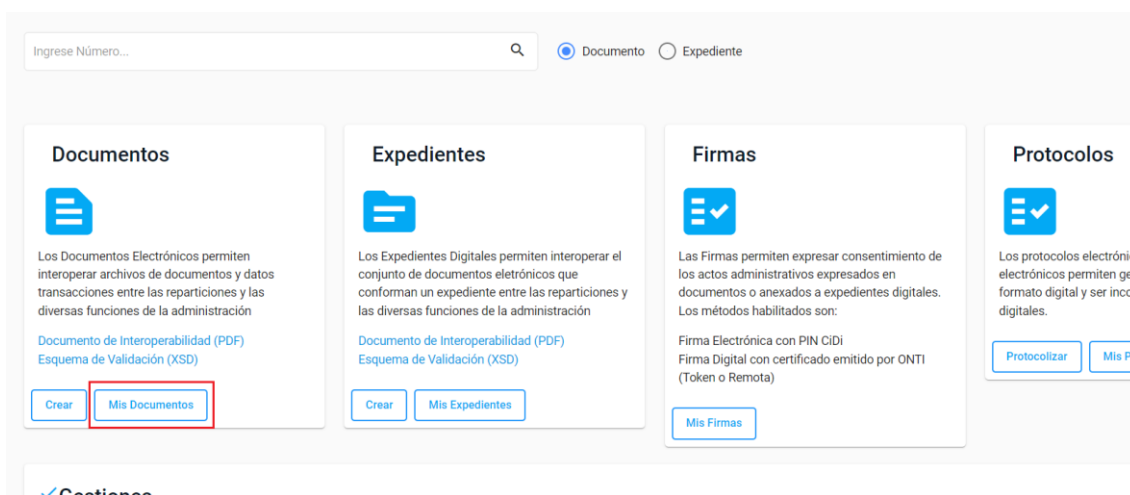 Ingrese Número...
Documento
Expediente
Documentos
Los Documentos Electrónicos permiten
interoperar archivos de documentos y datos
transacciones entre las reparticiones y las
diversas funciones de la administración
Documento de Interoperabilidad (PDF)
Esquema de Validación (XSD)
Crear
Mis Documentos
Expedientes
Los Expedientes Digitales permiten interoperar el
conjunto de documentos eletrónicos que
conforman un expediente entre las reparticiones y
las diversas funciones de la administración
Documento de Interoperabilidad (PDF)
Esquema de Validación (XSD)
Crear
Mis Expedientes
Firmas
Las Firmas permiten expresar consentimiento de
los actos administrativos expresados en
documentos o anexados a expedientes digitales.
Los métodos habilitados son:
Firma Electrónica con PIN CiDi
Firma Digital con certificado emitido por ONTI
(Token o Remota)
Mis Firmas
Protocolos
Los protocolos
electrónicos permiten
formato digital y ser
digitales.
Protocolizar
Mis
Gestiones